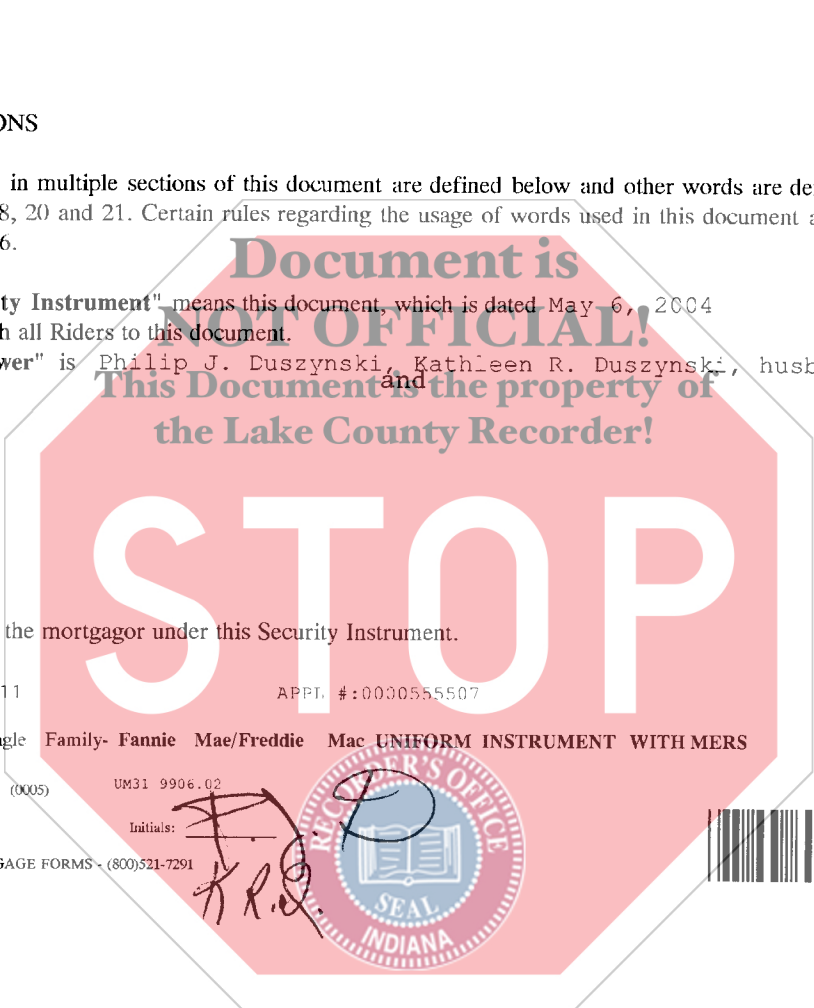 ONS
in multiple sections of this document are defined below and other words are de
8, 20 and 21. Certain rules regarding the usage of words used in this document a
6.
Document is
ty Instrument" means this document, which is dated May 6, 2004
NOT OFFICIAL!
h all Riders to this document.
wer" is Philip J. Duszynski, Kathleen R. Duszynski, husb
and
This Document is the property of
the Lake County Recorder!
STOP
the mortgagor under this Security Instrument.
11 APPL #:0000555507
gle Family- Fannie Mae/Freddie Mac UNIFORM INSTRUMENT WITH MERS
(0005) UM31 9906.02
RECORDER'S OFFICE
Initials: P. J. D
GAGE FORMS - (800)521-7291
K R.D.
SEAL
INDIANA